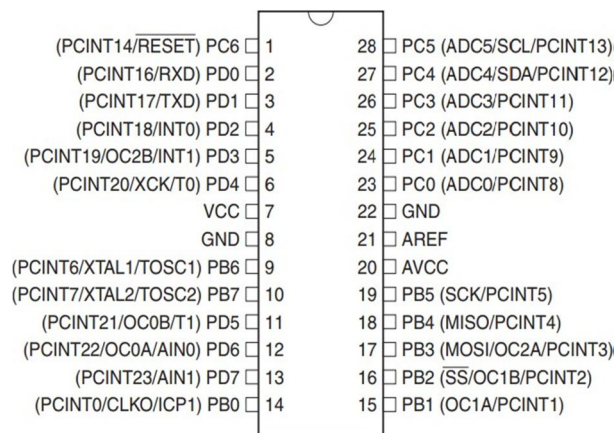 (PCINT14/RESET) PC6 1 28 PC5 (ADC5/SCL/PCINT13)
(PCINT16/RXD) PD0 2 27 PC4 (ADC4/SDA/PCINT12)
(PCINT17/TXD) PD1 3 26 PC3 (ADC3/PCINT11)
(PCINT18/INT0) PD2 4 25 PC2 (ADC2/PCINT10)
(PCINT19/OC2B/INT1) PD3 5 24 PC1 (ADC1/PCINT9)
(PCINT20/XCK/T0) PD4 6 23 PC0 (ADC0/PCINT8)
VCC 7 22 GND
GND 8 21 AREF
(PCINT6/XTAL1/TOSC1) PB6 9 20 AVCC
(PCINT7/XTAL2/TOSC2) PB7 10 19 PB5 (SCK/PCINT5)
(PCINT21/OC0B/T1) PD5 11 18 PB4 (MISO/PCINT4)
(PCINT22/OC0A/AIN0) PD6 12 17 PB3 (MOSI/OC2A/PCINT3)
(PCINT23/AIN1) PD7 13 16 PB2 (SS/OC1B/PCINT2)
(PCINT0/CLKO/ICP1) PB0 14 15 PB1 (OC1A/PCINT1)